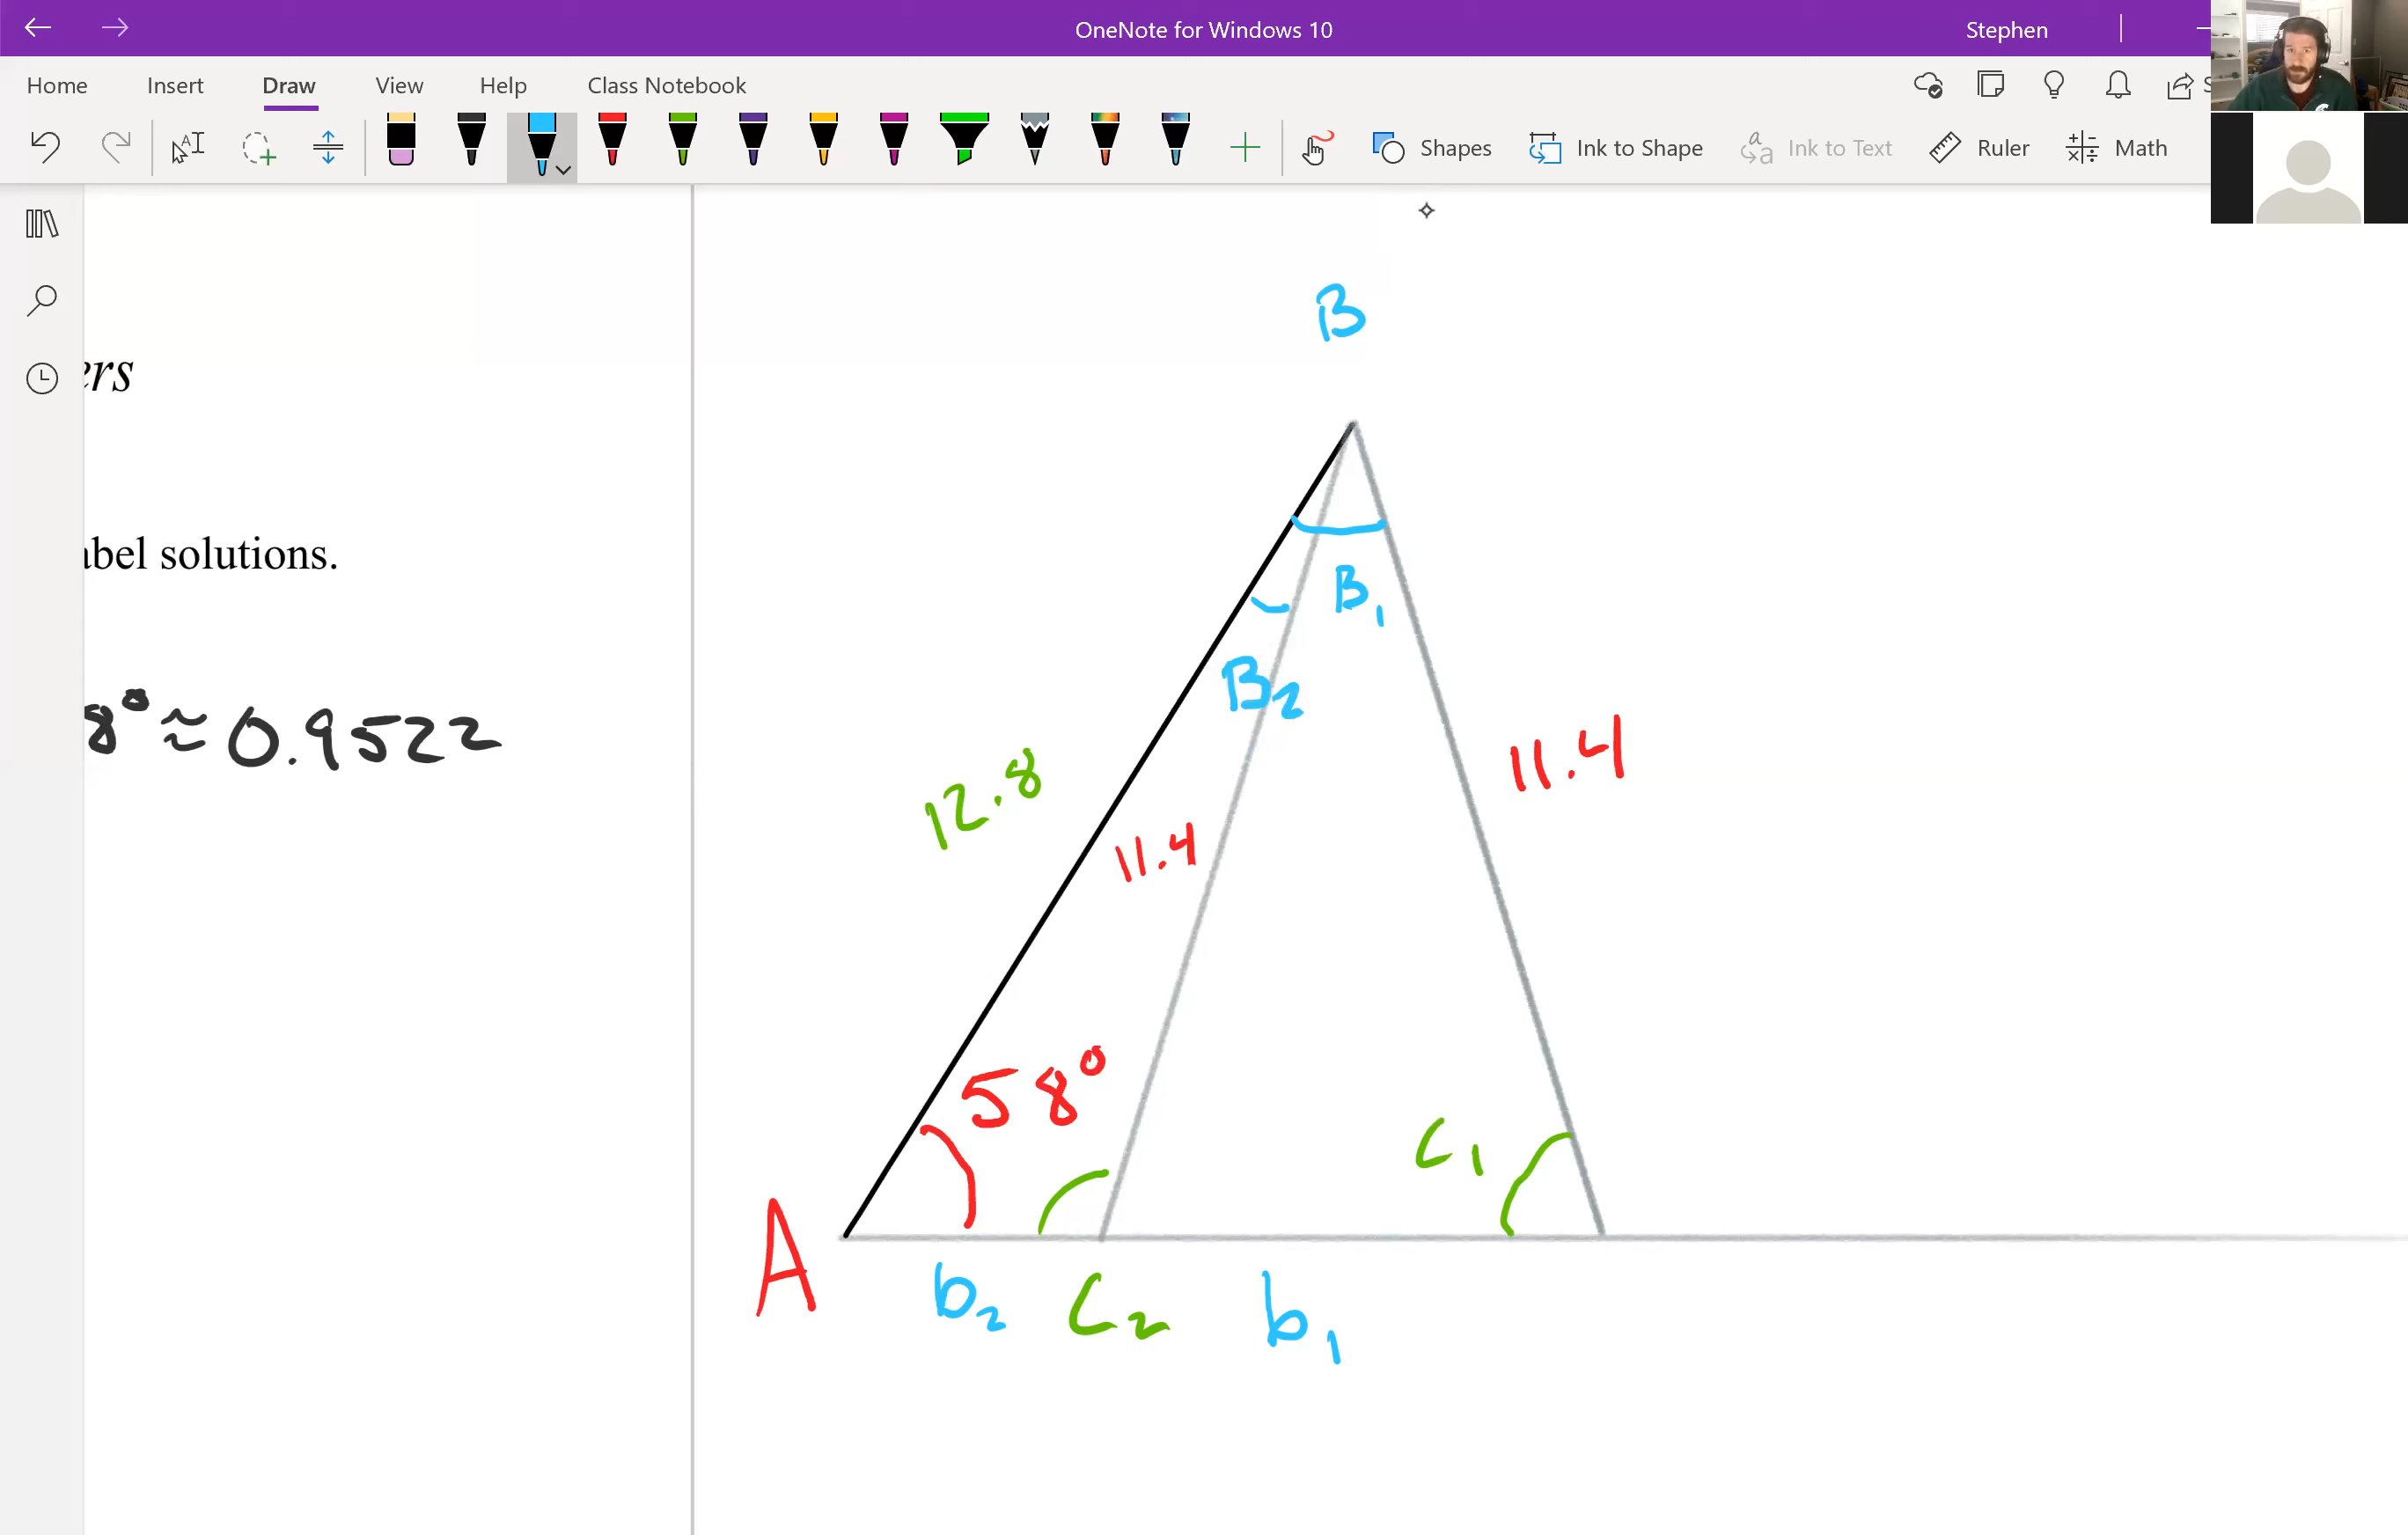 OneNote for Windows 10
Stephen
Home Insert Draw View Help Class Notebook
Shapes Ink to Shape Ink to Text Ruler Math
B
ers
B₁
abel solutions.
B₂
8° ≈ 0.9522
12.8
11.4
11.4
58°
C₁
A
b₂ C₂ b₁